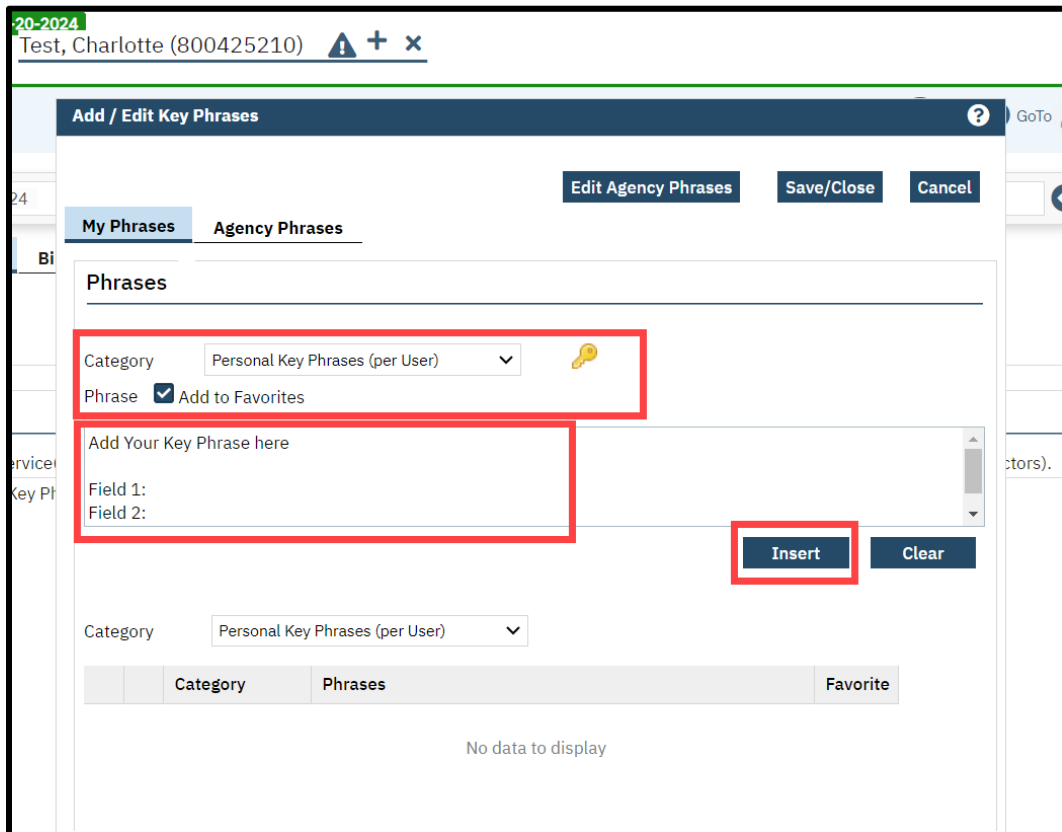 -20-2024
Test, Charlotte (800425210)
Add / Edit Key Phrases
GoTo
24
Edit Agency Phrases Save/Close Cancel
My Phrases Agency Phrases
Bi
Phrases
Category Personal Key Phrases (per User)
Phrase Add to Favorites
Add Your Key Phrase here
ervice( ctors).
Field 1:
Key Ph
Field 2:
Insert Clear
Category Personal Key Phrases (per User)
Category Phrases Favorite
No data to display